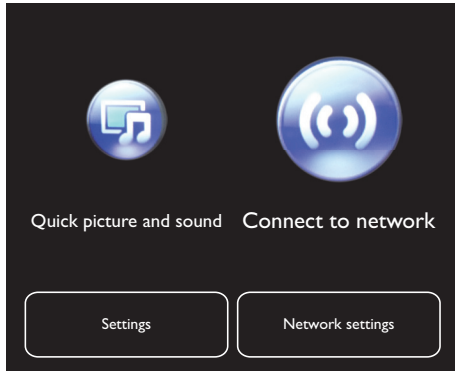 Quick picture and sound
Connect to network
Settings
Network settings